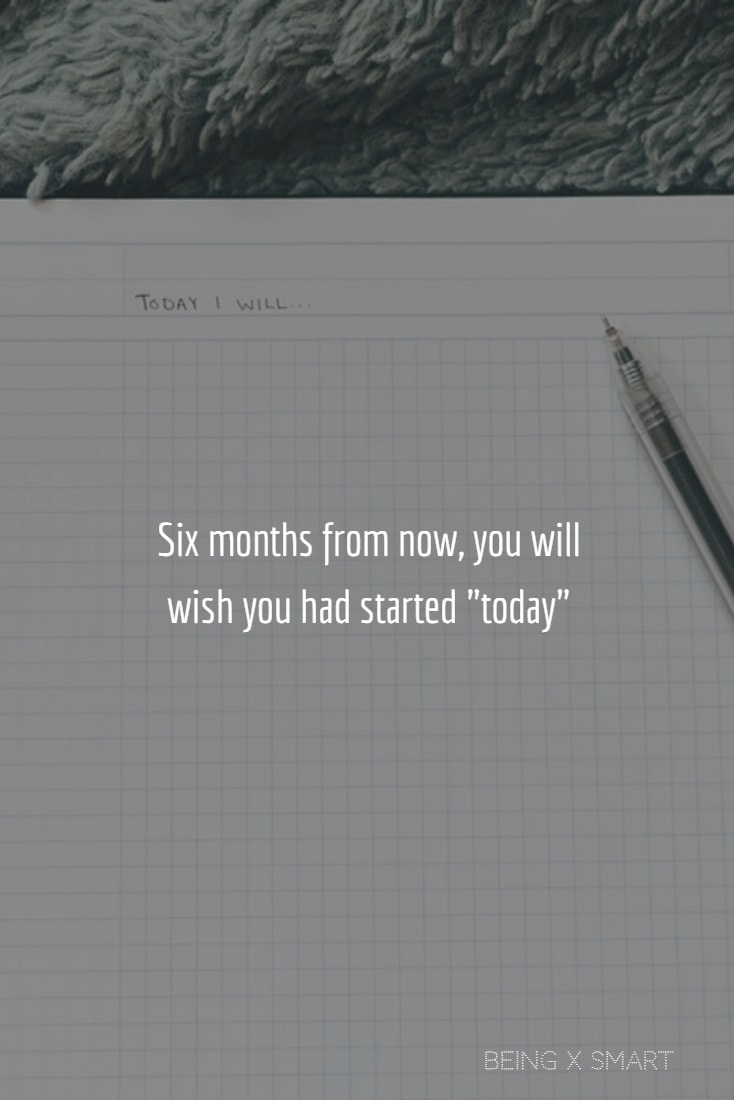 TODAY I WILL...
Six months from now, you will
wish you had started "today"
BEING X SMART